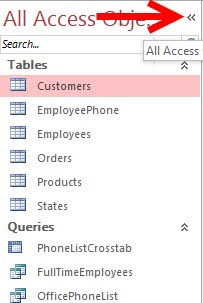 All Access Obje... «
Search...
All Access
Tables
Customers
EmployeePhone
Employees
Orders
Products
States
Queries
PhoneListCrosstab
FullTimeEmployees
OfficePhoneList